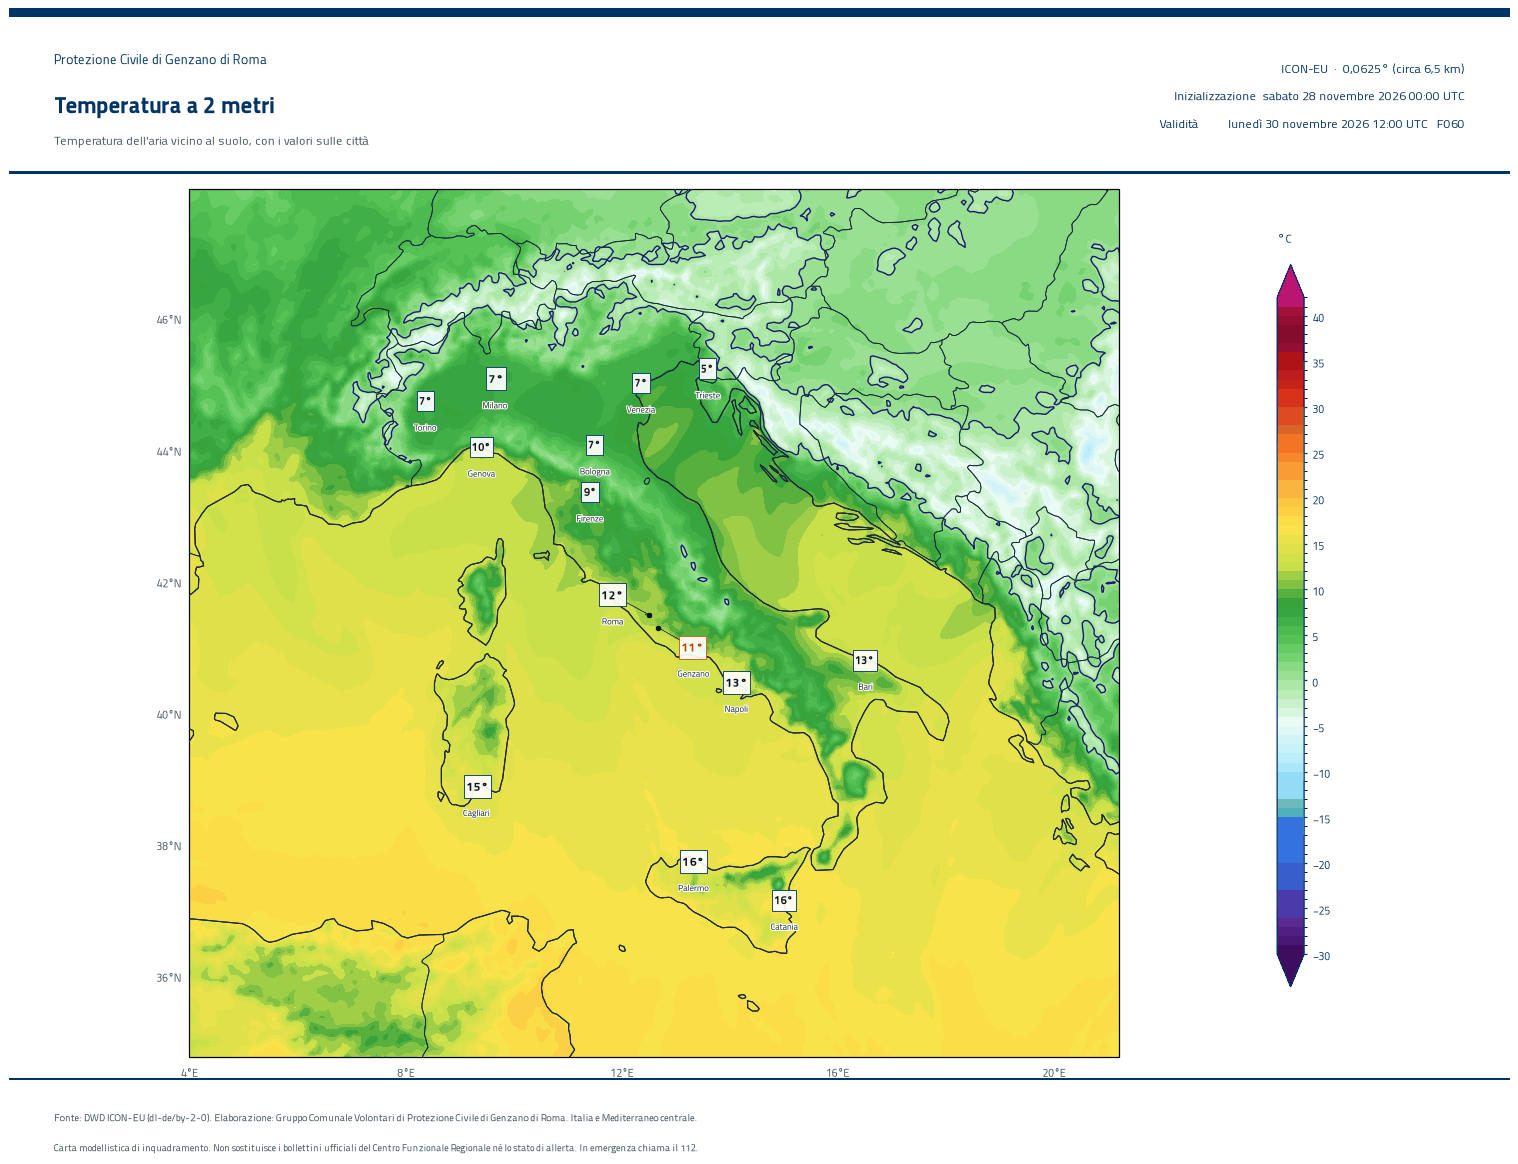 Protezione Civile di Genzano di Roma
Temperatura a 2 metri
Temperatura dell'aria vicino al suolo, con i valori sulle città
ICON-EU · 0,0625° (circa 6,5 km)
Inizializzazione sabato 28 novembre 2026 00:00 UTC
Validità lunedì 30 novembre 2026 12:00 UTC F060
°C
40
35
30
25
20
15
10
5
0
−5
−10
−15
−20
−25
−30
46°N
44°N
42°N
40°N
38°N
36°N
4°E
8°E
12°E
16°E
20°E
5°
Trieste
7°
Milano
7°
Venezia
7°
Torino
10°
Genova
7°
Bologna
9°
Firenze
12°
Roma
11°
Genzano
13°
Bari
13°
Napoli
15°
Cagliari
16°
Palermo
16°
Catania
Fonte: DWD ICON-EU (dl-de/by-2-0). Elaborazione: Gruppo Comunale Volontari di Protezione Civile di Genzano di Roma. Italia e Mediterraneo centrale.
Carta modellistica di inquadramento. Non sostituisce i bollettini ufficiali del Centro Funzionale Regionale né lo stato di allerta. In emergenza chiama il 112.